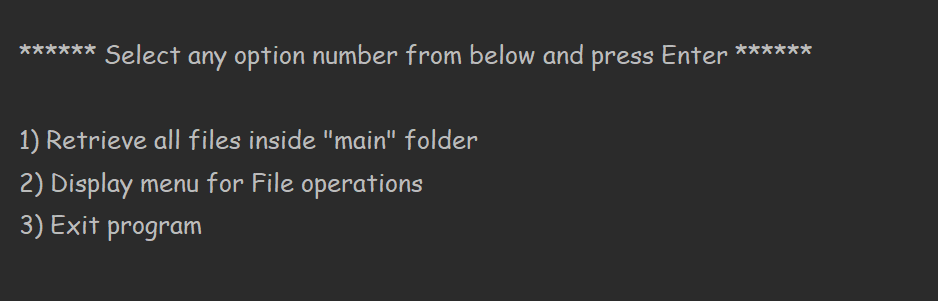 ****** Select any option number from below and press Enter ******
1) Retrieve all files inside "main" folder
2) Display menu for File operations
3) Exit program